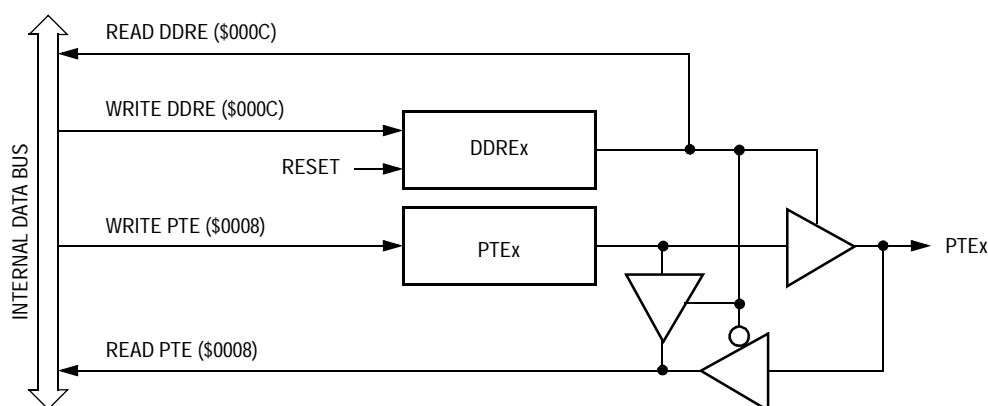 READ DDRE ($000C)
WRITE DDRE ($000C)
DDREx
RESET
INTERNAL DATA BUS
WRITE PTE ($0008)
PTEx
PTEx
READ PTE ($0008)